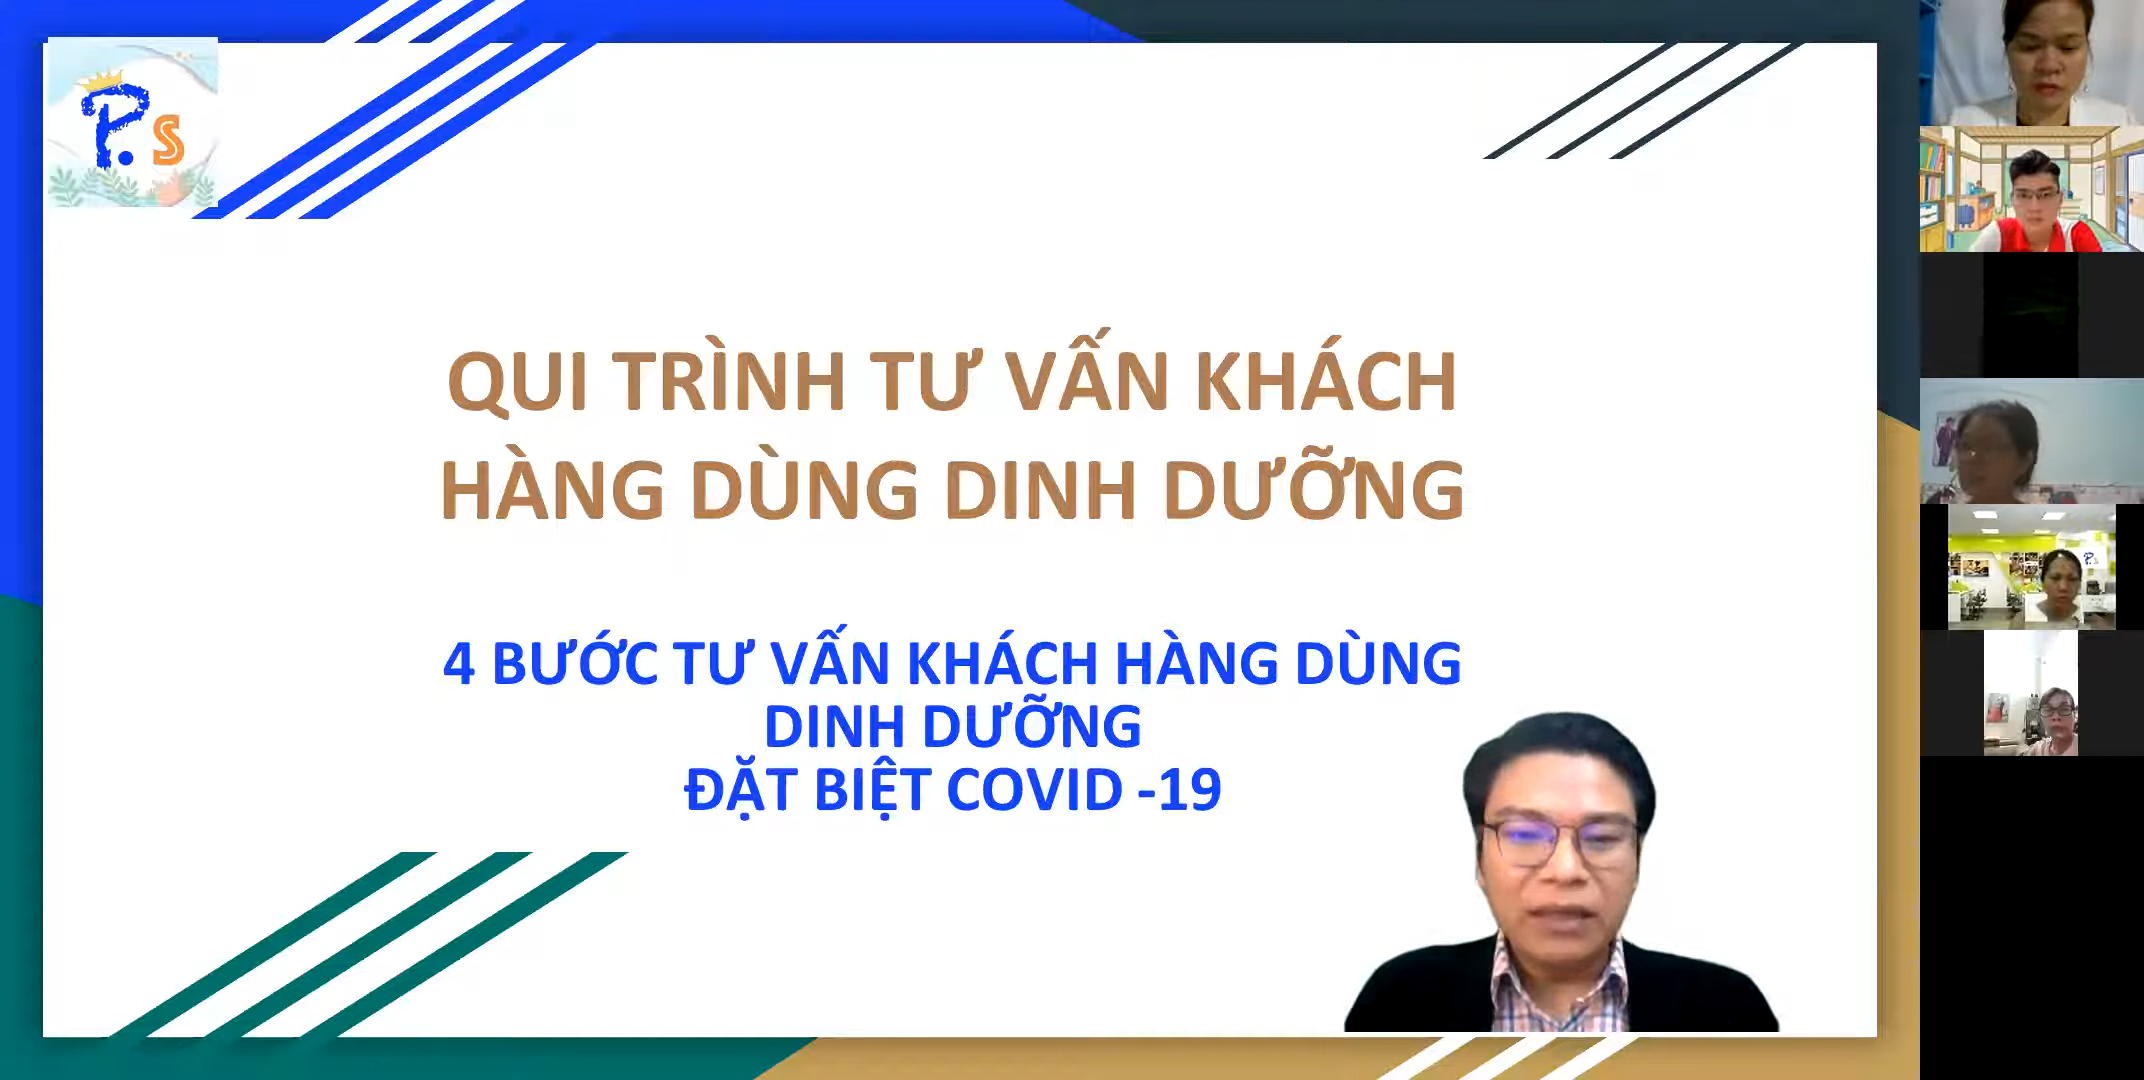 P.s
QUI TRÌNH TƯ VẤN KHÁCH
HÀNG DÙNG DINH DƯỠNG
4 BƯỚC TƯ VẤN KHÁCH HÀNG DÙNG
DINH DƯỠNG
ĐẶT BIỆT COVID -19
P.s